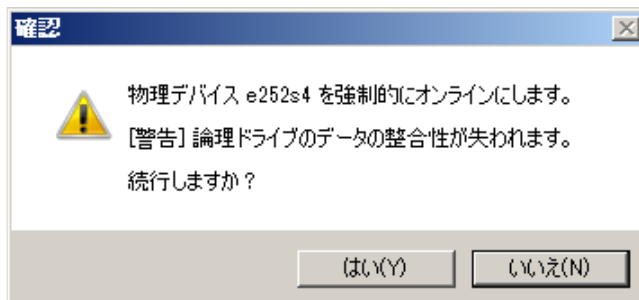 確認
物理デバイス e252s4 を強制的にオンラインにします。
[警告] 論理ドライブのデータの整合性が失われます。
続行しますか？
はい(Y)
いいえ(N)